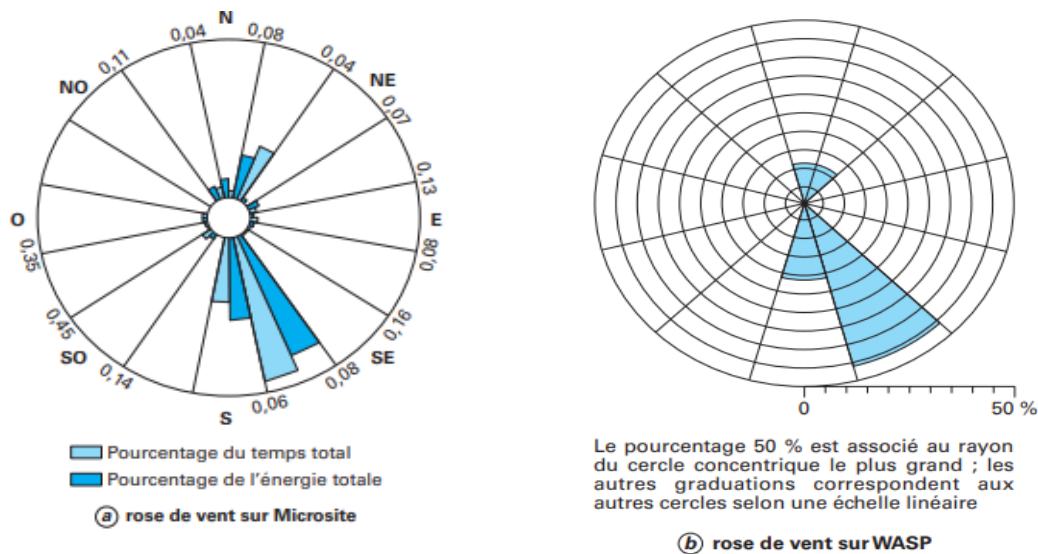 N
0,04
0,08
0,11
0,04
NO
NE
0,07
0,13
O
E
0,35
0,08
0,45
0,16
SO
SE
0,14
0,08
0,06
S
Pourcentage du temps total
Pourcentage de l'énergie totale
a rose de vent sur Microsite
0
50 %
Le pourcentage 50 % est associé au rayon
du cercle concentrique le plus grand ; les
autres graduations correspondent aux
autres cercles selon une échelle linéaire
b rose de vent sur WASP